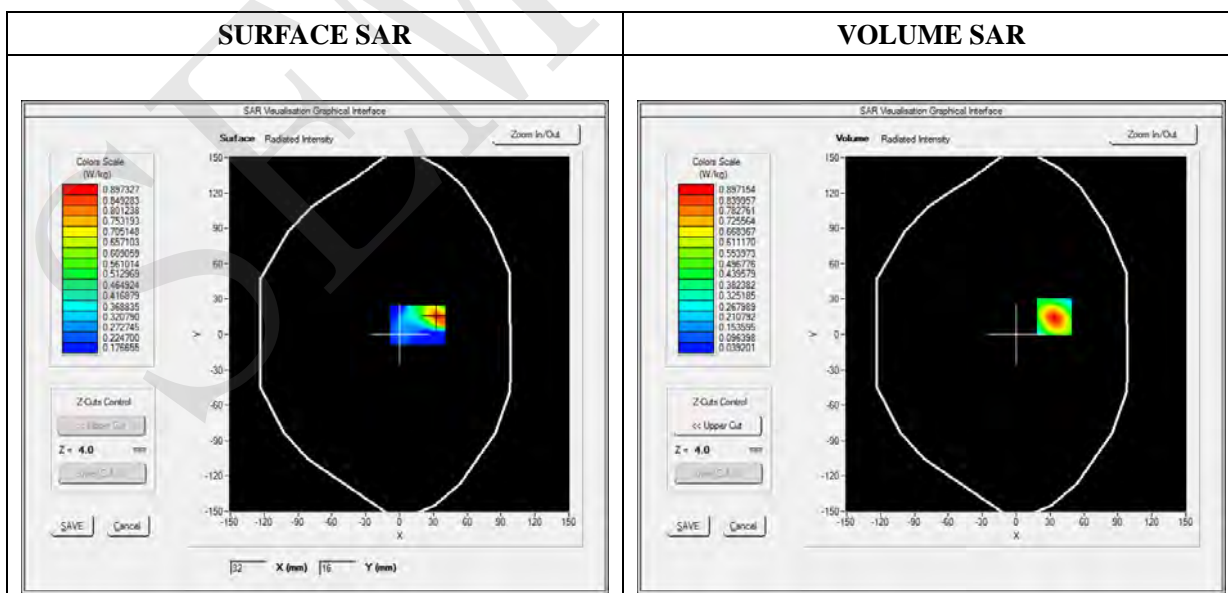 SURFACE SAR
VOLUME SAR
SAR Visualisation Graphical Interface
Surface Radiated Intensity
Zoom In/Out
Colors Scale
(W/kg)
0.897327
0.849283
0.801238
0.753193
0.705148
0.657103
0.609059
0.561014
0.512969
0.464924
0.416879
0.368835
0.320790
0.272745
0.224700
0.176655
150
120
90
60
30
0
-30
-60
-90
-120
-150
Y
-150 -120 -90 -60 -30 0 30 60 90 120 150
X
Z-Cuts Control
<< Upper Cut
Z = 4.0 mm
SAVE
Cancel
32 X (mm) 16 Y (mm)
SAR Visualisation Graphical Interface
Volume Radiated Intensity
Zoom In/Out
Colors Scale
(W/kg)
0.897154
0.839957
0.782761
0.725564
0.668367
0.611170
0.553973
0.496776
0.439579
0.382382
0.325185
0.267989
0.210792
0.153595
0.096398
0.039201
150
120
90
60
30
0
-30
-60
-90
-120
-150
Y
-150 -120 -90 -60 -30 0 30 60 90 120 150
X
Z-Cuts Control
<< Upper Cut
Z = 4.0 mm
SAVE
Cancel
SEM